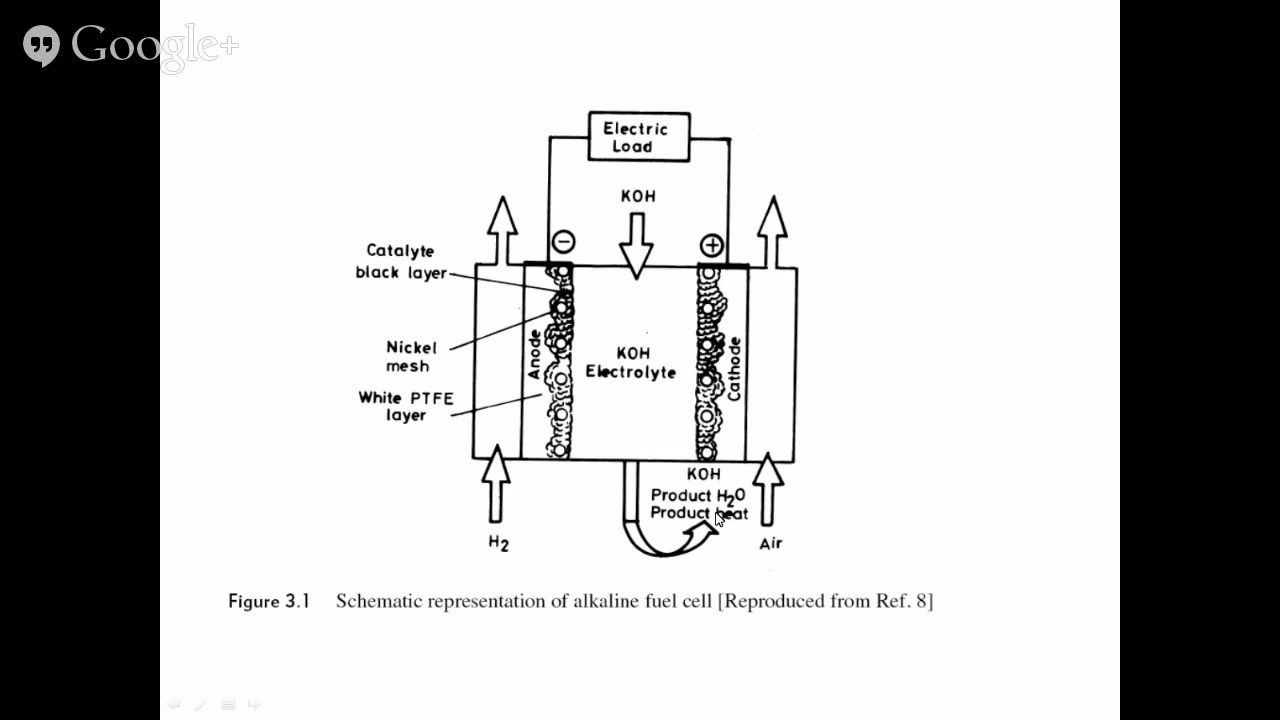 Google+
Electric
Load
KOH
−
+
Catalyte
black layer
Nickel
mesh
White PTFE
layer
Anode
KOH
Electrolyte
Cathode
KOH
Product H2O
Product heat
H2
Air
Figure 3.1 Schematic representation of alkaline fuel cell [Reproduced from Ref. 8]